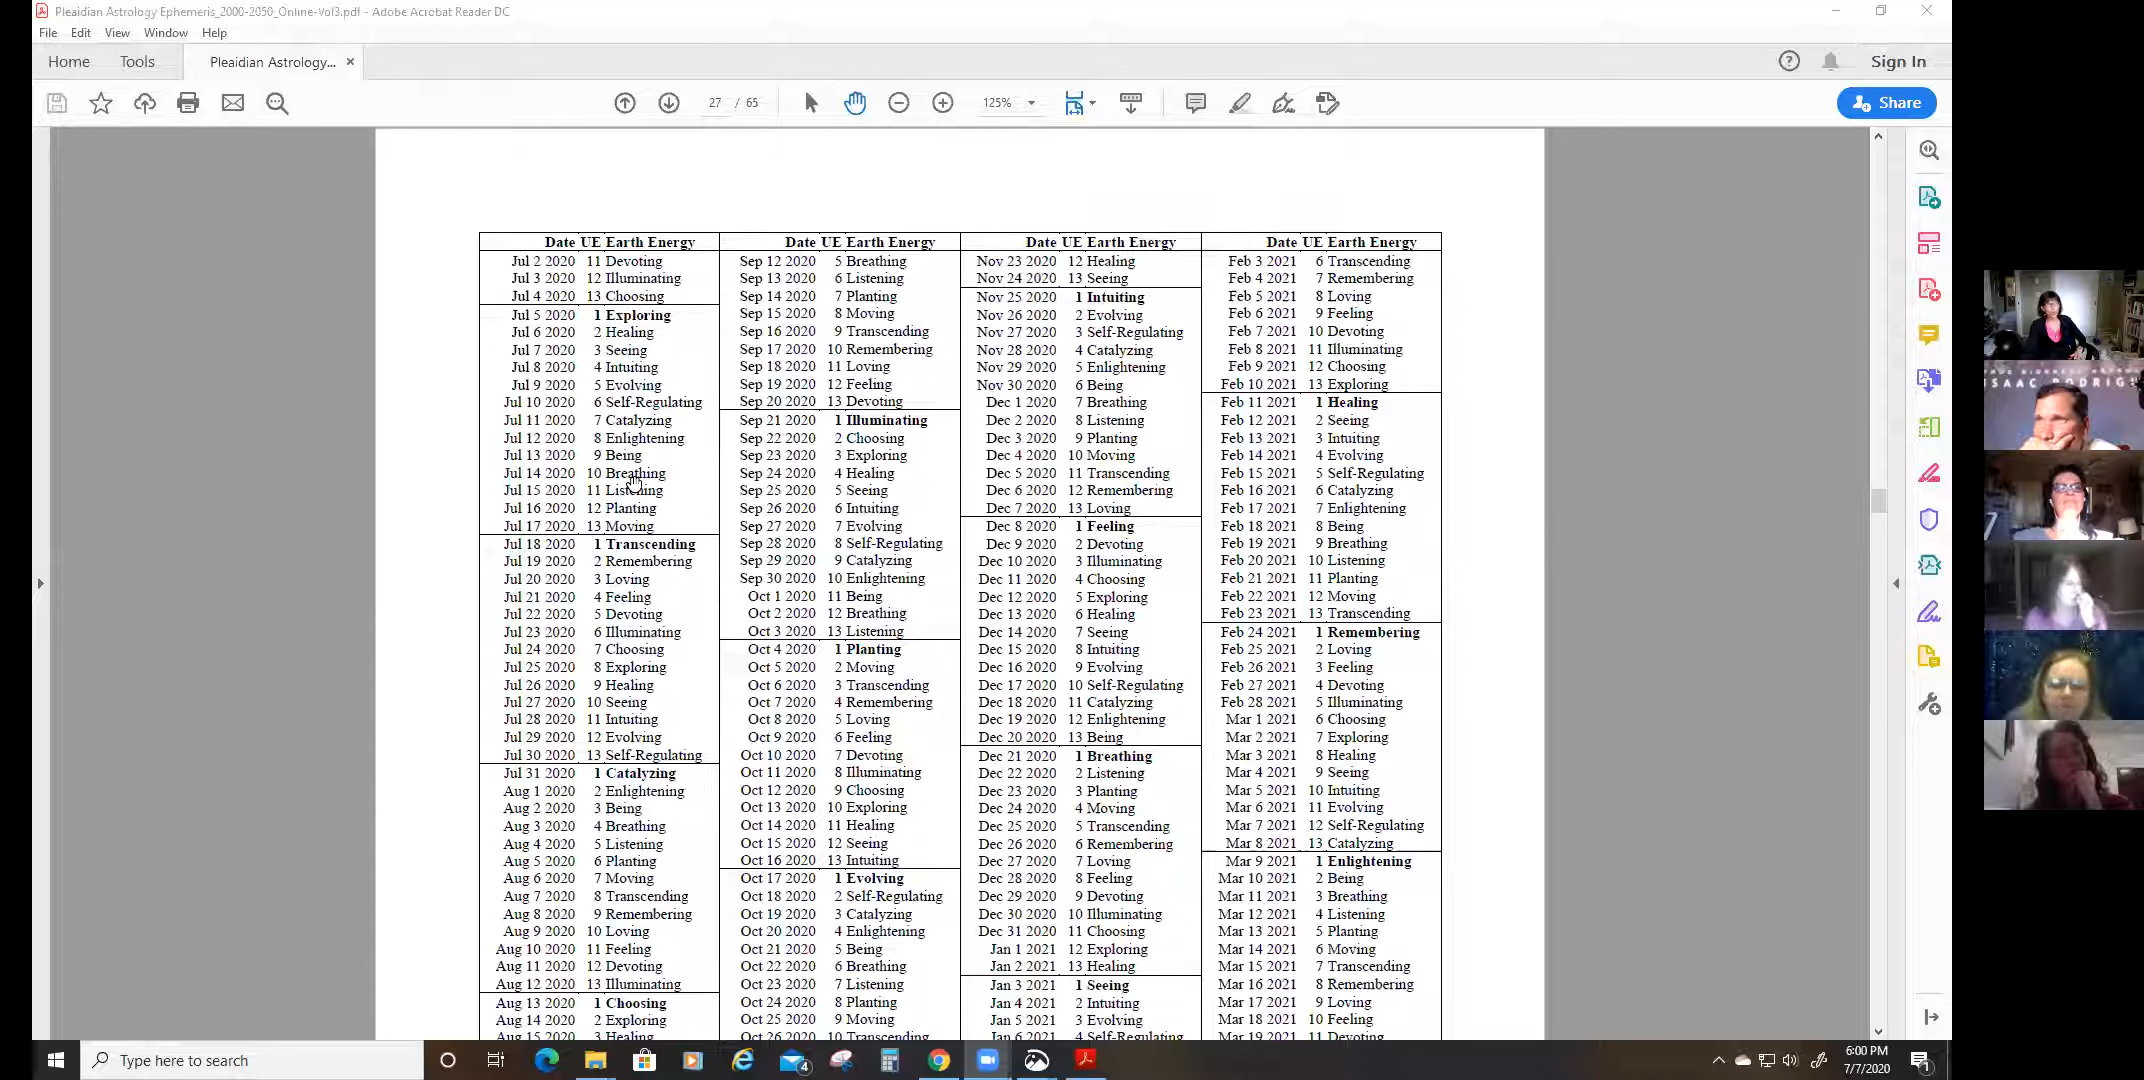 Pleaidian Astrology Ephemeris_2000-2050_Online-Vol3.pdf - Adobe Acrobat Reader DC
File Edit View Window Help
Home Tools Pleaidian Astrology... ×
Sign In
27 / 65 125%
Share
Date UE Earth Energy
Jul 2 2020 11 Devoting
Jul 3 2020 12 Illuminating
Jul 4 2020 13 Choosing
Jul 5 2020 1 Exploring
Jul 6 2020 2 Healing
Jul 7 2020 3 Seeing
Jul 8 2020 4 Intuiting
Jul 9 2020 5 Evolving
Jul 10 2020 6 Self-Regulating
Jul 11 2020 7 Catalyzing
Jul 12 2020 8 Enlightening
Jul 13 2020 9 Being
Jul 14 2020 10 Breathing
Jul 15 2020 11 Listening
Jul 16 2020 12 Planting
Jul 17 2020 13 Moving
Jul 18 2020 1 Transcending
Jul 19 2020 2 Remembering
Jul 20 2020 3 Loving
Jul 21 2020 4 Feeling
Jul 22 2020 5 Devoting
Jul 23 2020 6 Illuminating
Jul 24 2020 7 Choosing
Jul 25 2020 8 Exploring
Jul 26 2020 9 Healing
Jul 27 2020 10 Seeing
Jul 28 2020 11 Intuiting
Jul 29 2020 12 Evolving
Jul 30 2020 13 Self-Regulating
Jul 31 2020 1 Catalyzing
Aug 1 2020 2 Enlightening
Aug 2 2020 3 Being
Aug 3 2020 4 Breathing
Aug 4 2020 5 Listening
Aug 5 2020 6 Planting
Aug 6 2020 7 Moving
Aug 7 2020 8 Transcending
Aug 8 2020 9 Remembering
Aug 9 2020 10 Loving
Aug 10 2020 11 Feeling
Aug 11 2020 12 Devoting
Aug 12 2020 13 Illuminating
Aug 13 2020 1 Choosing
Aug 14 2020 2 Exploring
Aug 15 2020 3 Healing
Date UE Earth Energy
Sep 12 2020 5 Breathing
Sep 13 2020 6 Listening
Sep 14 2020 7 Planting
Sep 15 2020 8 Moving
Sep 16 2020 9 Transcending
Sep 17 2020 10 Remembering
Sep 18 2020 11 Loving
Sep 19 2020 12 Feeling
Sep 20 2020 13 Devoting
Sep 21 2020 1 Illuminating
Sep 22 2020 2 Choosing
Sep 23 2020 3 Exploring
Sep 24 2020 4 Healing
Sep 25 2020 5 Seeing
Sep 26 2020 6 Intuiting
Sep 27 2020 7 Evolving
Sep 28 2020 8 Self-Regulating
Sep 29 2020 9 Catalyzing
Sep 30 2020 10 Enlightening
Oct 1 2020 11 Being
Oct 2 2020 12 Breathing
Oct 3 2020 13 Listening
Oct 4 2020 1 Planting
Oct 5 2020 2 Moving
Oct 6 2020 3 Transcending
Oct 7 2020 4 Remembering
Oct 8 2020 5 Loving
Oct 9 2020 6 Feeling
Oct 10 2020 7 Devoting
Oct 11 2020 8 Illuminating
Oct 12 2020 9 Choosing
Oct 13 2020 10 Exploring
Oct 14 2020 11 Healing
Oct 15 2020 12 Seeing
Oct 16 2020 13 Intuiting
Oct 17 2020 1 Evolving
Oct 18 2020 2 Self-Regulating
Oct 19 2020 3 Catalyzing
Oct 20 2020 4 Enlightening
Oct 21 2020 5 Being
Oct 22 2020 6 Breathing
Oct 23 2020 7 Listening
Oct 24 2020 8 Planting
Oct 25 2020 9 Moving
Oct 26 2020 10 Transcending
Date UE Earth Energy
Nov 23 2020 12 Healing
Nov 24 2020 13 Seeing
Nov 25 2020 1 Intuiting
Nov 26 2020 2 Evolving
Nov 27 2020 3 Self-Regulating
Nov 28 2020 4 Catalyzing
Nov 29 2020 5 Enlightening
Nov 30 2020 6 Being
Dec 1 2020 7 Breathing
Dec 2 2020 8 Listening
Dec 3 2020 9 Planting
Dec 4 2020 10 Moving
Dec 5 2020 11 Transcending
Dec 6 2020 12 Remembering
Dec 7 2020 13 Loving
Dec 8 2020 1 Feeling
Dec 9 2020 2 Devoting
Dec 10 2020 3 Illuminating
Dec 11 2020 4 Choosing
Dec 12 2020 5 Exploring
Dec 13 2020 6 Healing
Dec 14 2020 7 Seeing
Dec 15 2020 8 Intuiting
Dec 16 2020 9 Evolving
Dec 17 2020 10 Self-Regulating
Dec 18 2020 11 Catalyzing
Dec 19 2020 12 Enlightening
Dec 20 2020 13 Being
Dec 21 2020 1 Breathing
Dec 22 2020 2 Listening
Dec 23 2020 3 Planting
Dec 24 2020 4 Moving
Dec 25 2020 5 Transcending
Dec 26 2020 6 Remembering
Dec 27 2020 7 Loving
Dec 28 2020 8 Feeling
Dec 29 2020 9 Devoting
Dec 30 2020 10 Illuminating
Dec 31 2020 11 Choosing
Jan 1 2021 12 Exploring
Jan 2 2021 13 Healing
Jan 3 2021 1 Seeing
Jan 4 2021 2 Intuiting
Jan 5 2021 3 Evolving
Jan 6 2021 4 Self-Regulating
Date UE Earth Energy
Feb 3 2021 6 Transcending
Feb 4 2021 7 Remembering
Feb 5 2021 8 Loving
Feb 6 2021 9 Feeling
Feb 7 2021 10 Devoting
Feb 8 2021 11 Illuminating
Feb 9 2021 12 Choosing
Feb 10 2021 13 Exploring
Feb 11 2021 1 Healing
Feb 12 2021 2 Seeing
Feb 13 2021 3 Intuiting
Feb 14 2021 4 Evolving
Feb 15 2021 5 Self-Regulating
Feb 16 2021 6 Catalyzing
Feb 17 2021 7 Enlightening
Feb 18 2021 8 Being
Feb 19 2021 9 Breathing
Feb 20 2021 10 Listening
Feb 21 2021 11 Planting
Feb 22 2021 12 Moving
Feb 23 2021 13 Transcending
Feb 24 2021 1 Remembering
Feb 25 2021 2 Loving
Feb 26 2021 3 Feeling
Feb 27 2021 4 Devoting
Feb 28 2021 5 Illuminating
Mar 1 2021 6 Choosing
Mar 2 2021 7 Exploring
Mar 3 2021 8 Healing
Mar 4 2021 9 Seeing
Mar 5 2021 10 Intuiting
Mar 6 2021 11 Evolving
Mar 7 2021 12 Self-Regulating
Mar 8 2021 13 Catalyzing
Mar 9 2021 1 Enlightening
Mar 10 2021 2 Being
Mar 11 2021 3 Breathing
Mar 12 2021 4 Listening
Mar 13 2021 5 Planting
Mar 14 2021 6 Moving
Mar 15 2021 7 Transcending
Mar 16 2021 8 Remembering
Mar 17 2021 9 Loving
Mar 18 2021 10 Feeling
Mar 19 2021 11 Devoting
ISAAC RODRIG
Type here to search
4
6:00 PM
7/7/2020
1